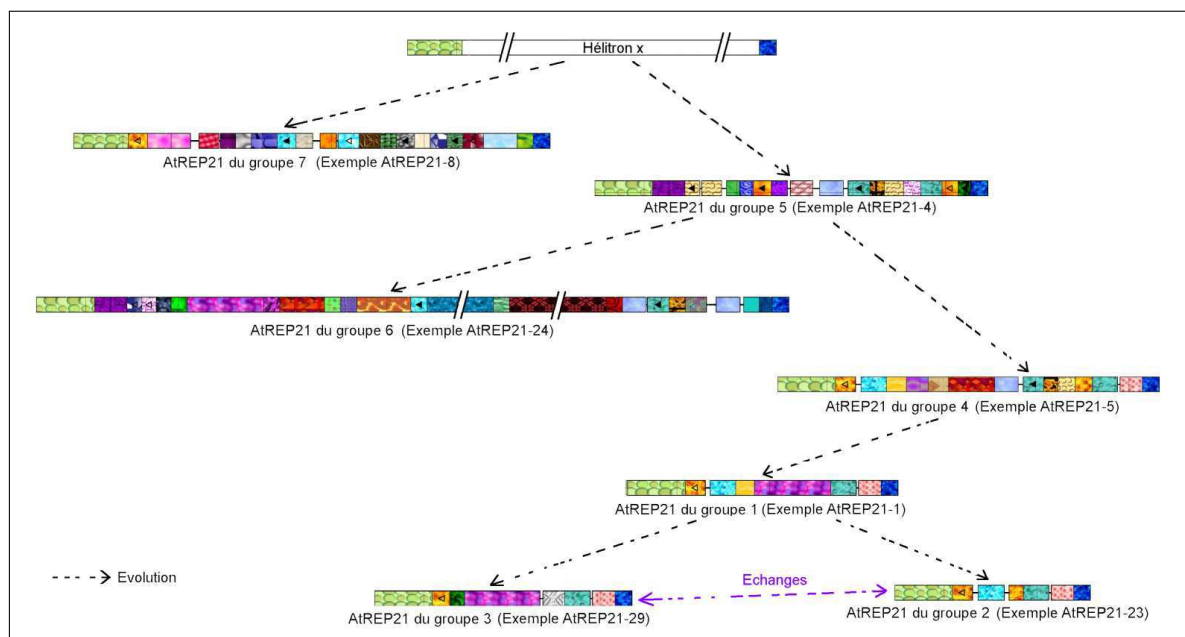 Hélitron x
AtREP21 du groupe 7 (Exemple AtREP21-8)
AtREP21 du groupe 5 (Exemple AtREP21-4)
AtREP21 du groupe 6 (Exemple AtREP21-24)
AtREP21 du groupe 4 (Exemple AtREP21-5)
AtREP21 du groupe 1 (Exemple AtREP21-1)
Evolution
Echanges
AtREP21 du groupe 3 (Exemple AtREP21-29)
AtREP21 du groupe 2 (Exemple AtREP21-23)